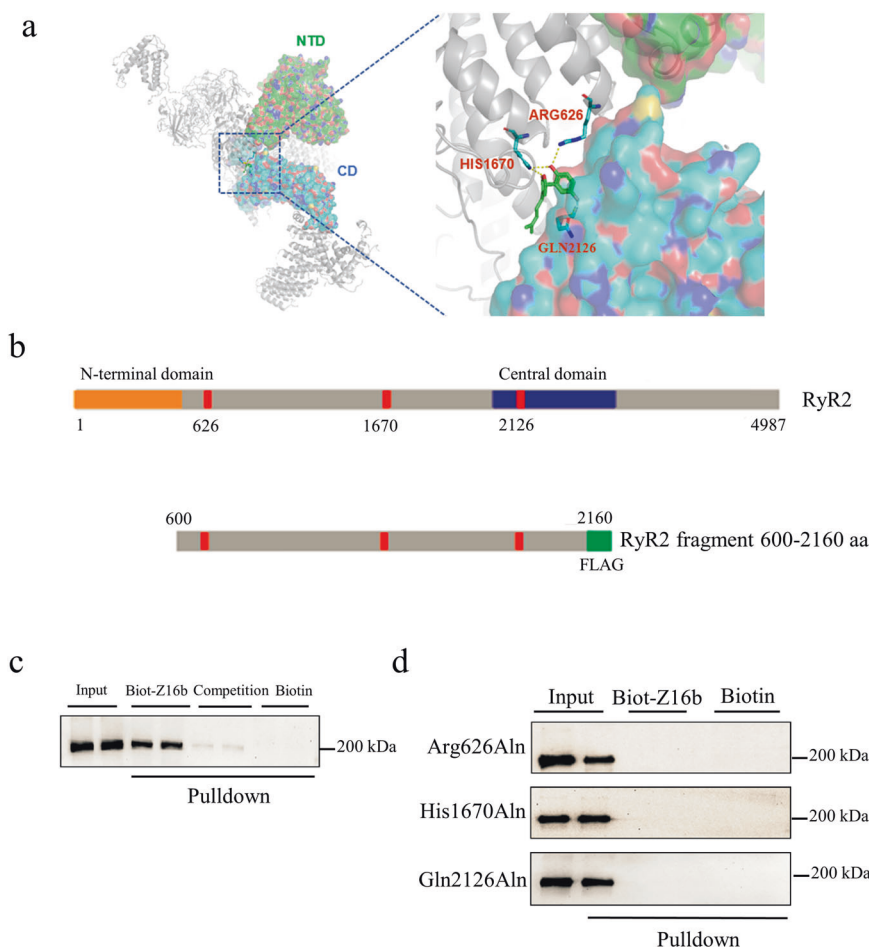 a
NTD
CD
ARG626
HIS1670
GLN2126
b
N-terminal domain
Central domain
RyR2
1
626
1670
2126
4987
600
2160
RyR2 fragment 600-2160 aa
FLAG
c
Input
Biot-Z16b
Competition
Biotin
200 kDa
Pulldown
d
Input
Biot-Z16b
Biotin
Arg626Aln
200 kDa
His1670Aln
200 kDa
Gln2126Aln
200 kDa
Pulldown